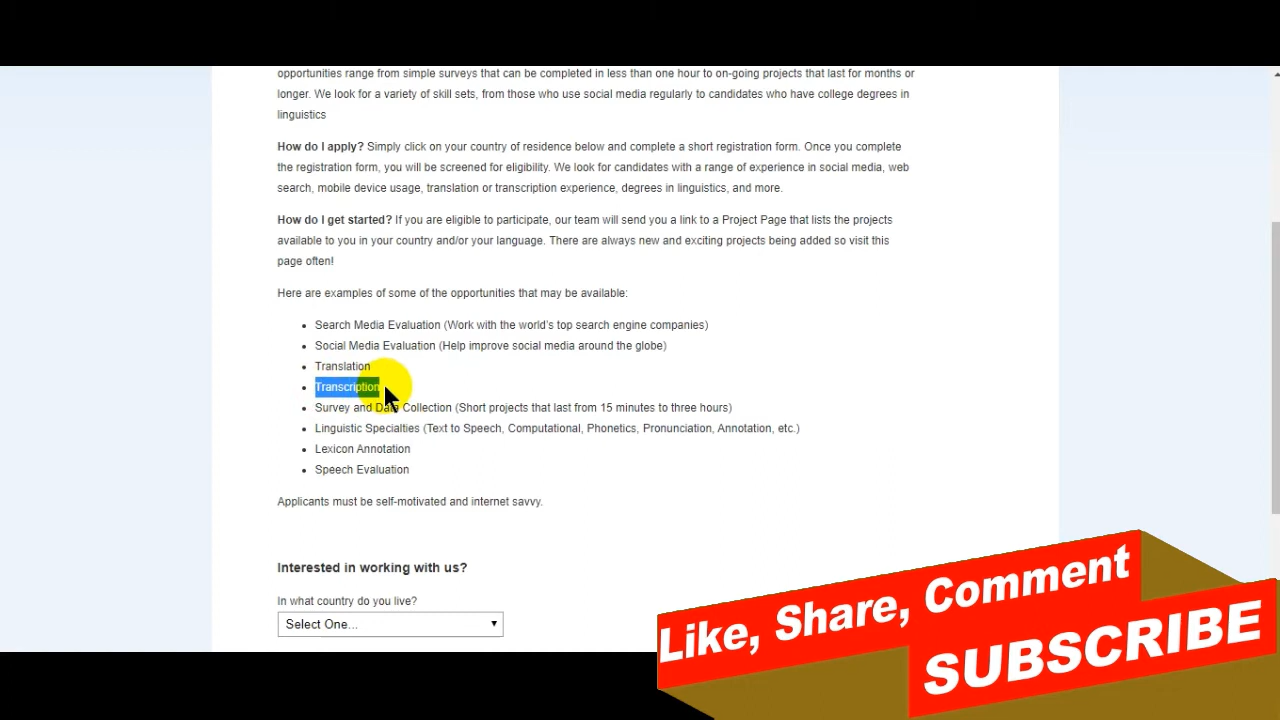 opportunities range from simple surveys that can be completed in less than one hour to on-going projects that last for months or
longer. We look for a variety of skill sets, from those who use social media regularly to candidates who have college degrees in
linguistics
How do I apply? Simply click on your country of residence below and complete a short registration form. Once you complete
the registration form, you will be screened for eligibility. We look for candidates with a range of experience in social media, web
search, mobile device usage, translation or transcription experience, degrees in linguistics, and more.
How do I get started? If you are eligible to participate, our team will send you a link to a Project Page that lists the projects
available to you in your country and/or your language. There are always new and exciting projects being added so visit this
page often!
Here are examples of some of the opportunities that may be available:
• Search Media Evaluation (Work with the world's top search engine companies)
• Social Media Evaluation (Help improve social media around the globe)
• Translation
• Transcription
• Survey and Data Collection (Short projects that last from 15 minutes to three hours)
• Linguistic Specialties (Text to Speech, Computational, Phonetics, Pronunciation, Annotation, etc.)
• Lexicon Annotation
• Speech Evaluation
Applicants must be self-motivated and internet savvy.
Interested in working with us?
In what country do you live?
Select One...
Like, Share, Comment
SUBSCRIBE